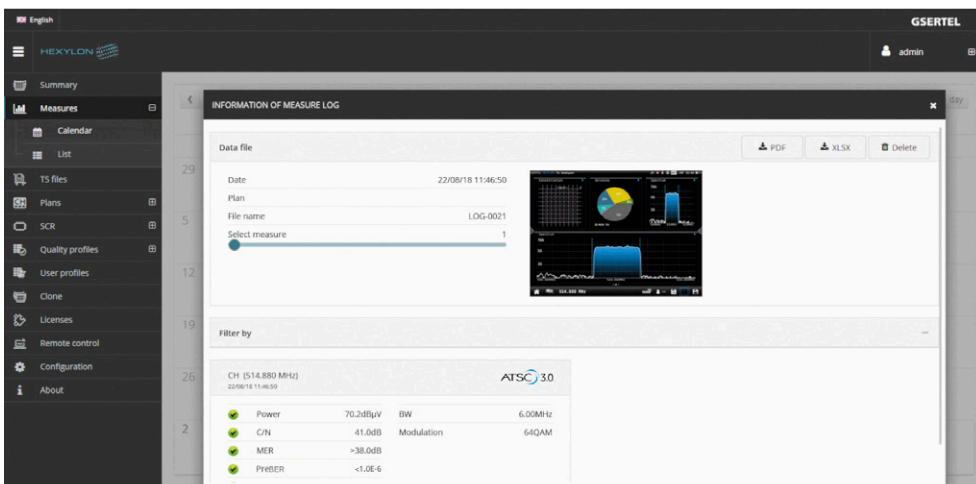 English
GSERTEL
HEXYLON
admin
Summary
Measures
Calendar
List
TS files
Plans
SCR
Quality profiles
User profiles
Clone
Licenses
Remote control
Configuration
About
day
29
5
12
19
26
2
INFORMATION OF MEASURE LOG
Data file
PDF
XLSX
Delete
Date 22/08/18 11:46:50
Plan
File name LOG-0021
Select measure 1
514.880 MHz
Filter by
CH (514.880 MHz)
22/08/18 11:46:50
ATSC 3.0
Power 70.2dBµV BW 6.00MHz
C/N 41.0dB Modulation 64QAM
MER >38.0dB
PreBER <1.0E-6